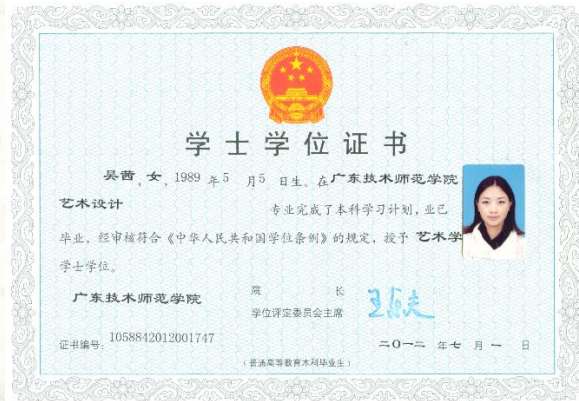 学士学位证书
吴茜，女，1989 年 5 月 5 日生。在广东技术师范学院
艺术设计 专业完成了本科学习计划，业已
毕业，经审核符合《中华人民共和国学位条例》的规定，授予 艺术学
学士学位。
广东技术师范学院
院 长
学位评定委员会主席
证书编号：1058842012001747
二〇一二 年 七 月 一 日
（普通高等教育本科毕业生）